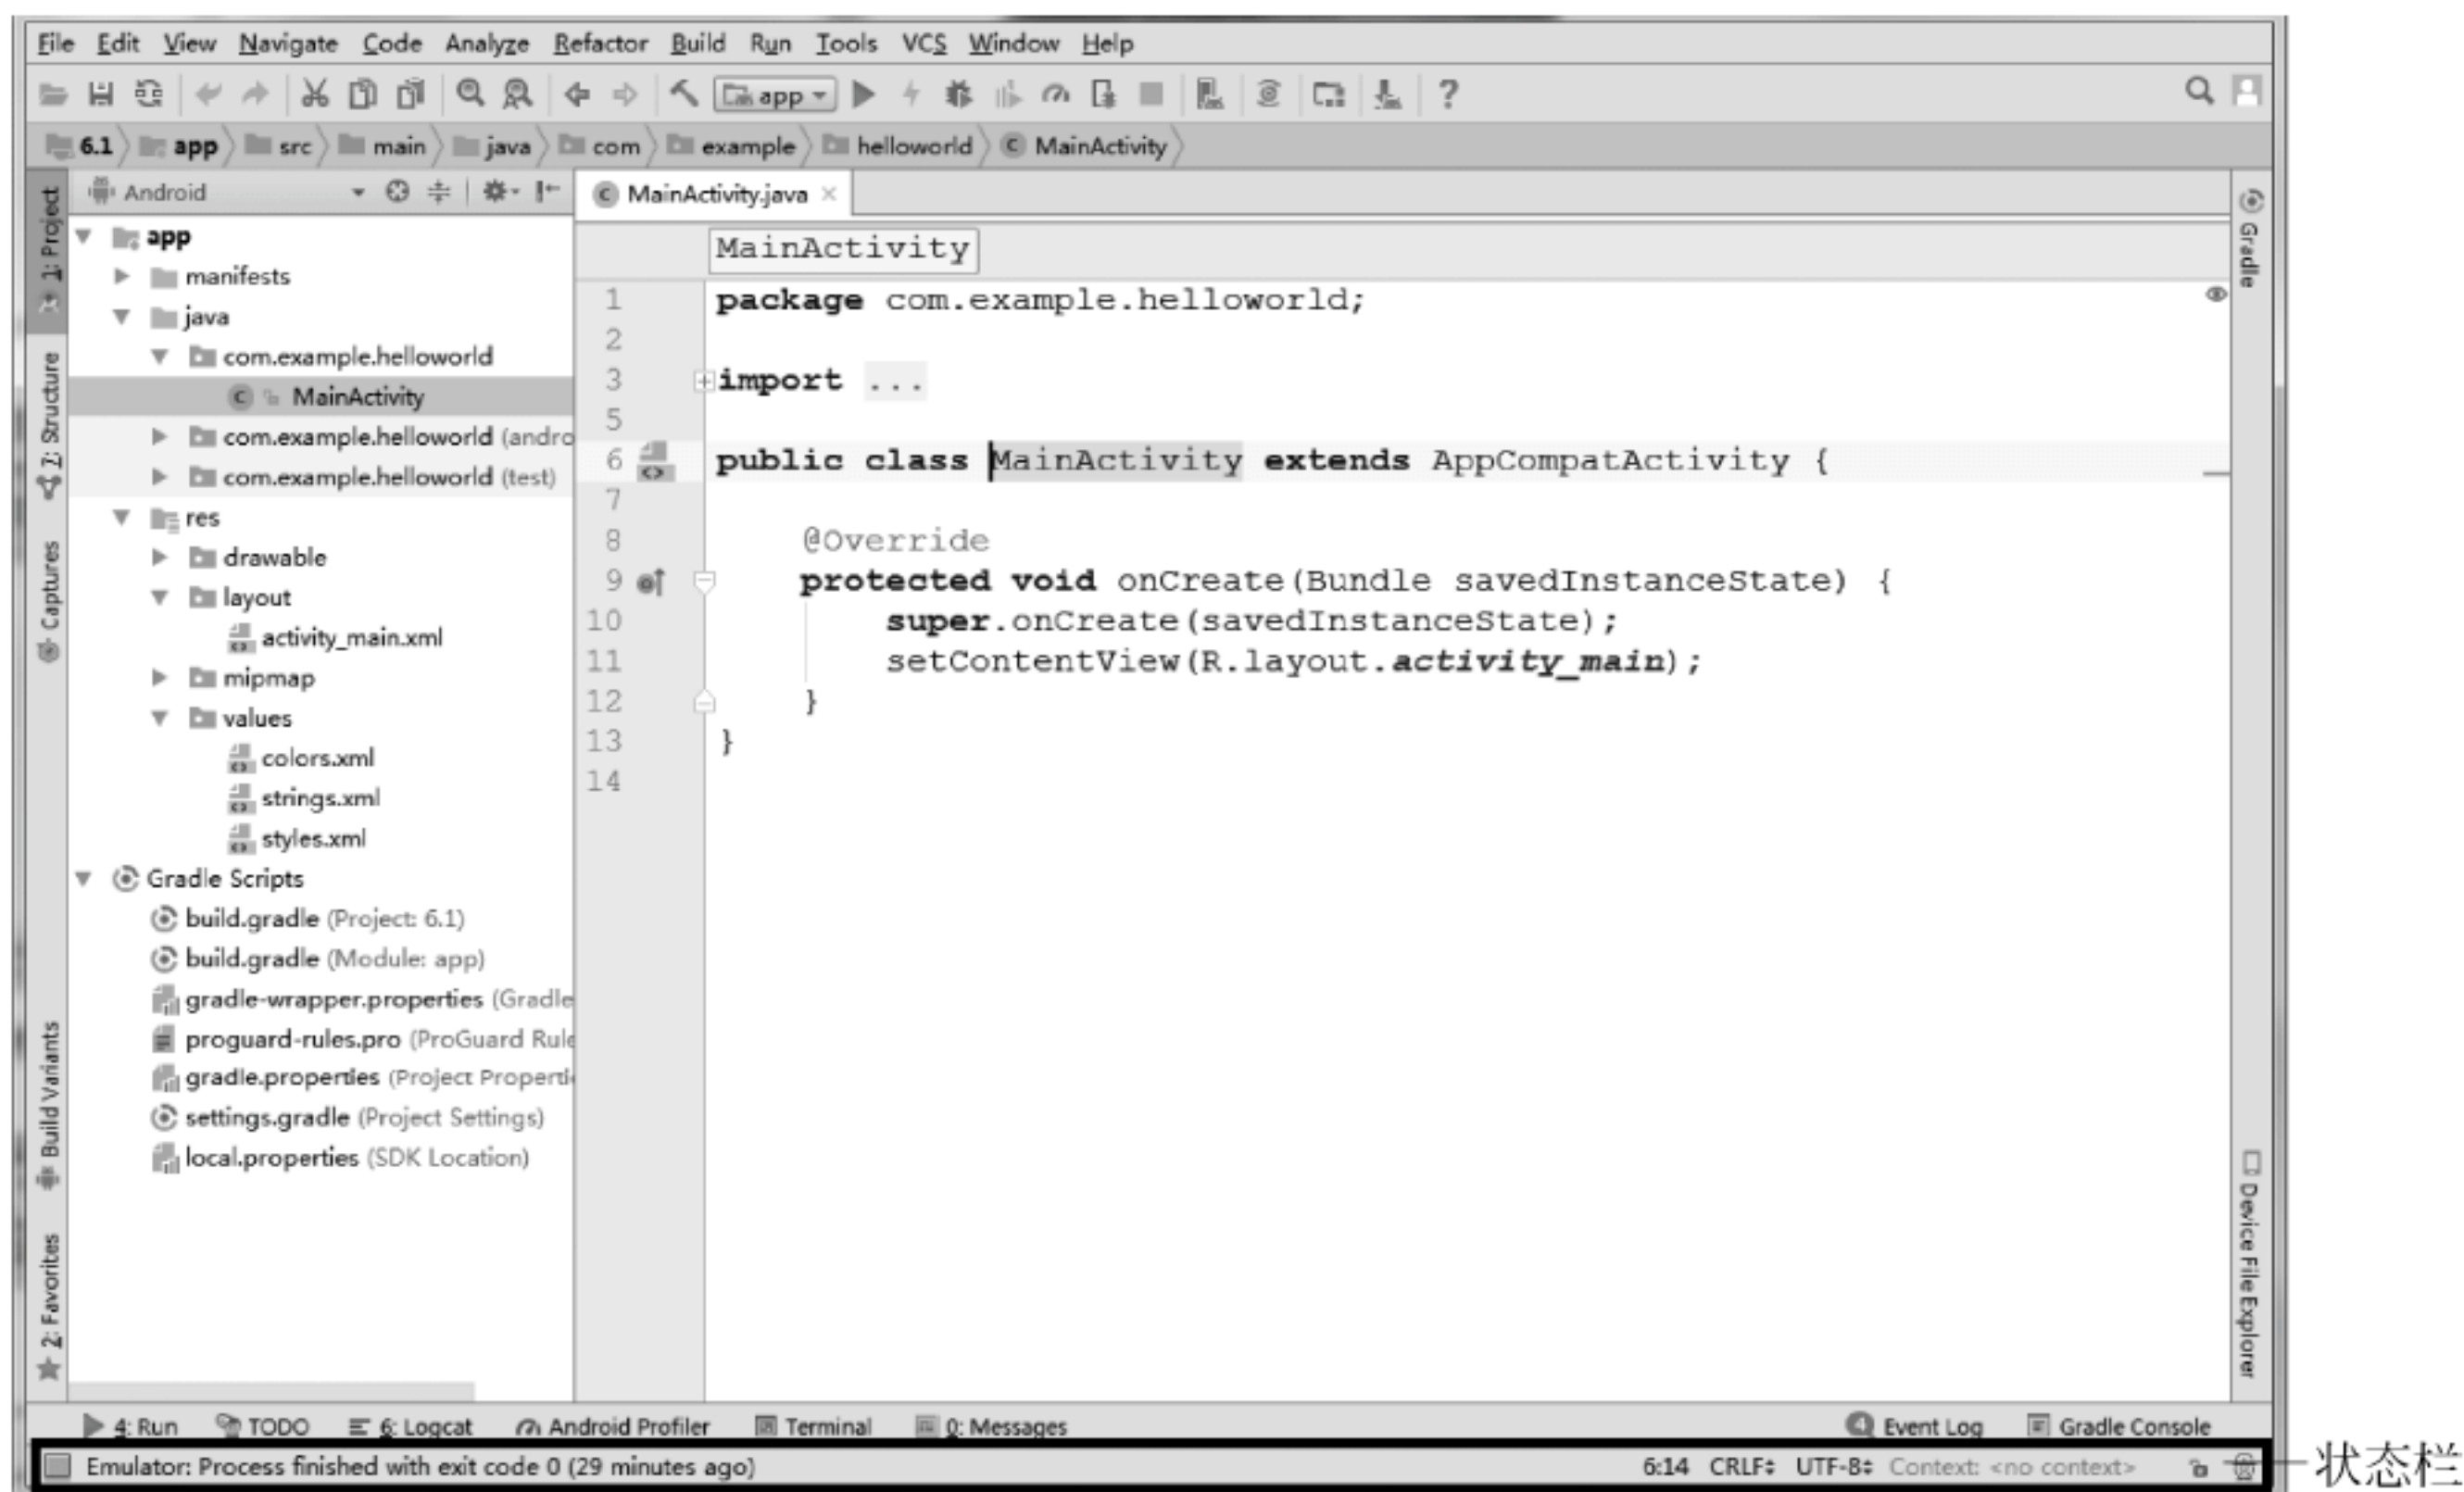 File Edit View Navigate Code Analyze Refactor Build Run Tools VCS Window Help
app
6.1 app src main java com example helloworld MainActivity
1: Project
7: Structure
Captures
Build Variants
2: Favorites
Android
app
manifests
java
com.example.helloworld
MainActivity
com.example.helloworld (andro
com.example.helloworld (test)
res
drawable
layout
activity_main.xml
mipmap
values
colors.xml
strings.xml
styles.xml
Gradle Scripts
build.gradle (Project: 6.1)
build.gradle (Module: app)
gradle-wrapper.properties (Gradle
proguard-rules.pro (ProGuard Rule
gradle.properties (Project Properti
settings.gradle (Project Settings)
local.properties (SDK Location)
MainActivity.java
MainActivity
1 package com.example.helloworld;
2
3 import ...
5
6 public class MainActivity extends AppCompatActivity {
7
8 @Override
9 protected void onCreate(Bundle savedInstanceState) {
10 super.onCreate(savedInstanceState);
11 setContentView(R.layout.activity_main);
12 }
13 }
14
Gradle
Device File Explorer
4: Run TODO 6: Logcat Android Profiler Terminal 0: Messages 4 Event Log Gradle Console
Emulator: Process finished with exit code 0 (29 minutes ago) 6:14 CRLF UTF-8 Context: <no context>
状态栏